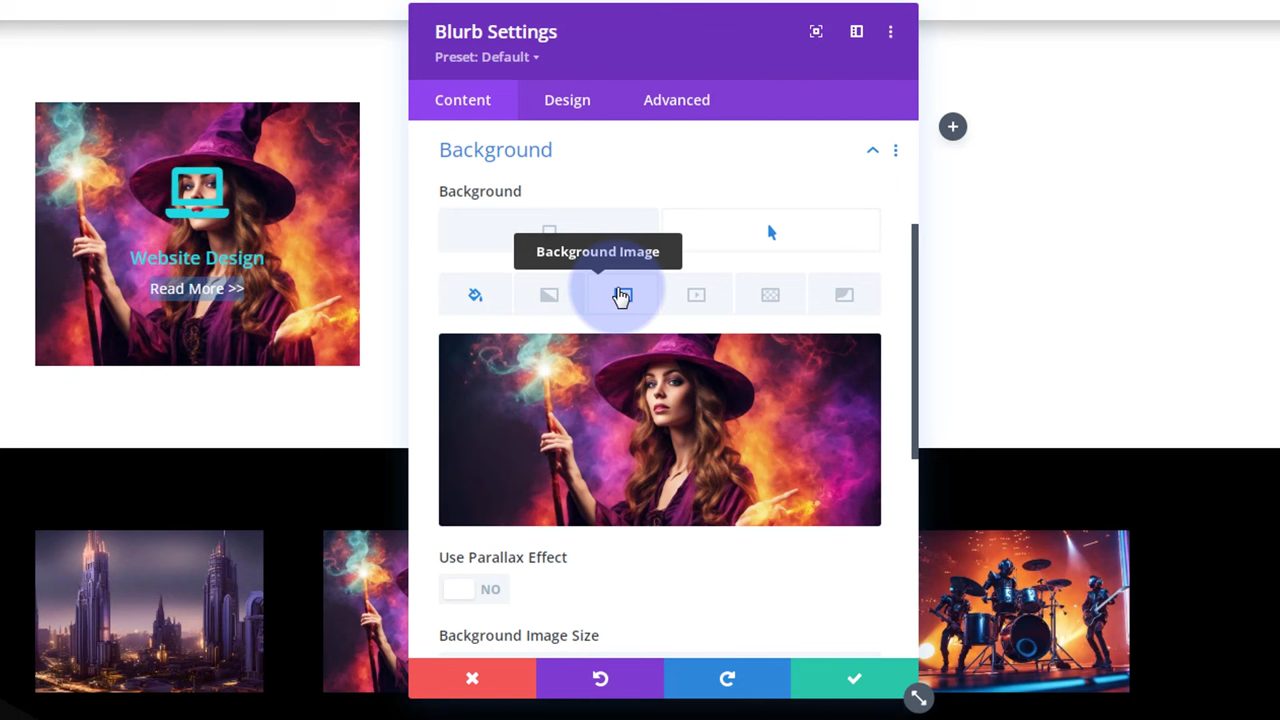 Blurb Settings
Preset: Default
Content
Design
Advanced
Background
Background
Background Image
Website Design
Read More >>
Use Parallax Effect
NO
Background Image Size